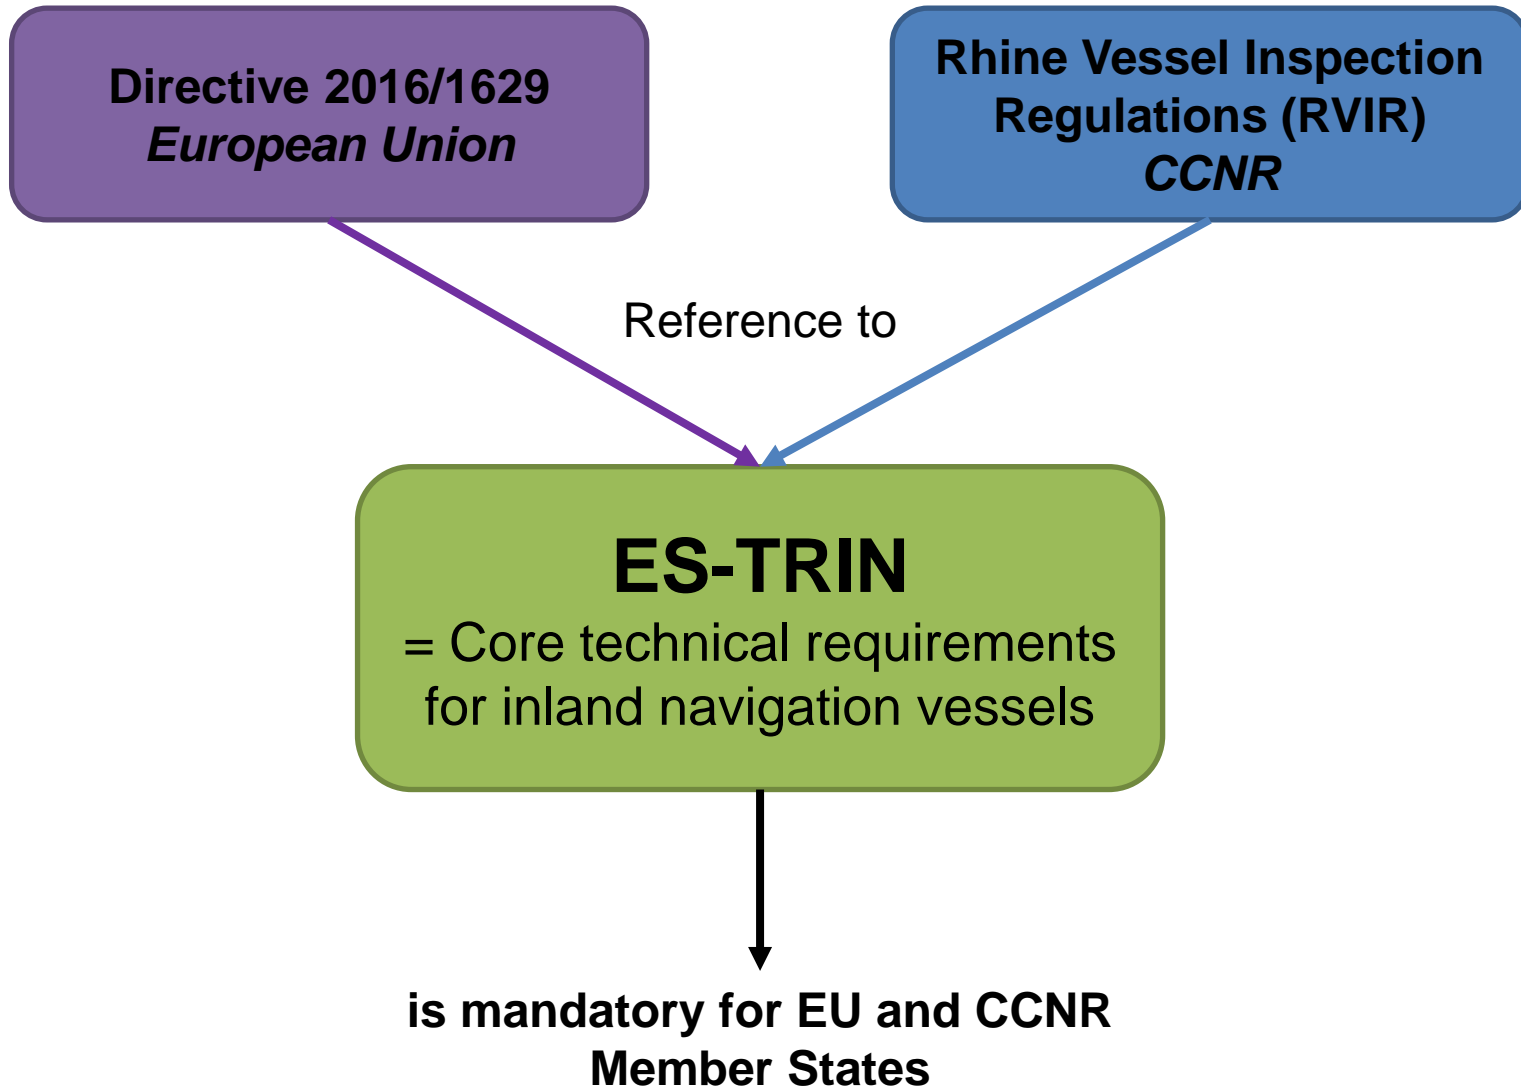 Directive 2016/1629
European Union
Rhine Vessel Inspection
Regulations (RVIR)
CCNR
Reference to
ES-TRIN
= Core technical requirements
for inland navigation vessels
is mandatory for EU and CCNR
Member States